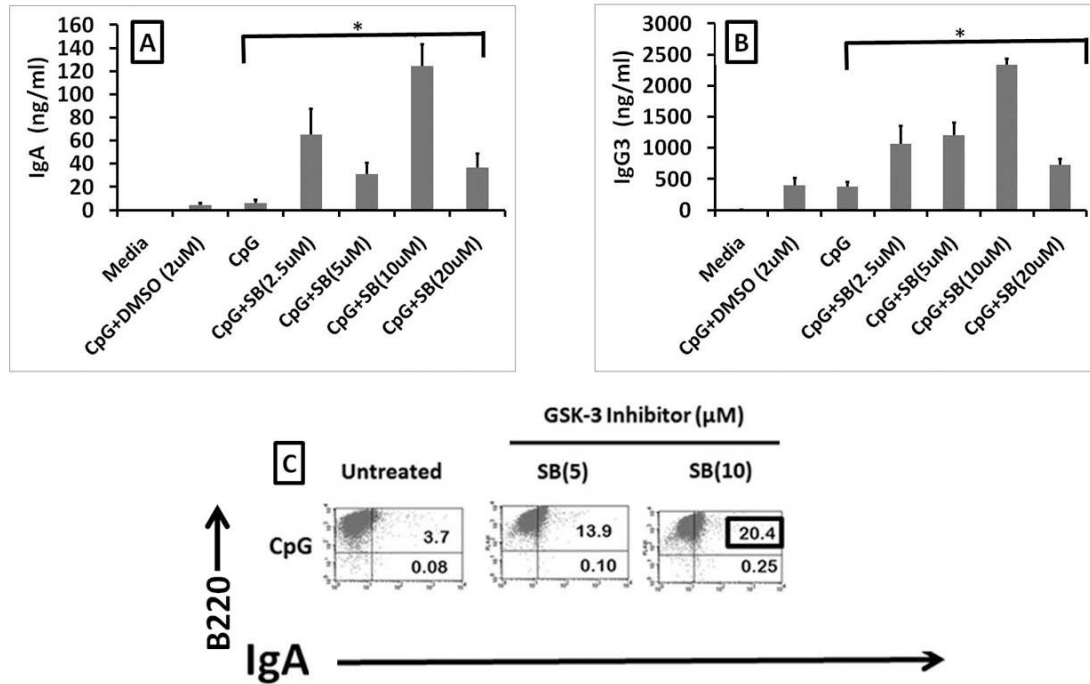 A
*
IgA (ng/ml)
160
140
120
100
80
60
40
20
0
Media
CpG+DMSO (2uM)
CpG
CpG+SB(2.5uM)
CpG+SB(5uM)
CpG+SB(10uM)
CpG+SB(20uM)
B
*
IgG3 (ng/ml)
3000
2500
2000
1500
1000
500
0
Media
CpG+DMSO (2uM)
CpG
CpG+SB(2.5uM)
CpG+SB(5uM)
CpG+SB(10uM)
CpG+SB(20uM)
C
GSK-3 Inhibitor (µM)
Untreated
SB(5)
SB(10)
CpG
3.7
0.08
13.9
0.10
20.4
0.25
B220
IgA